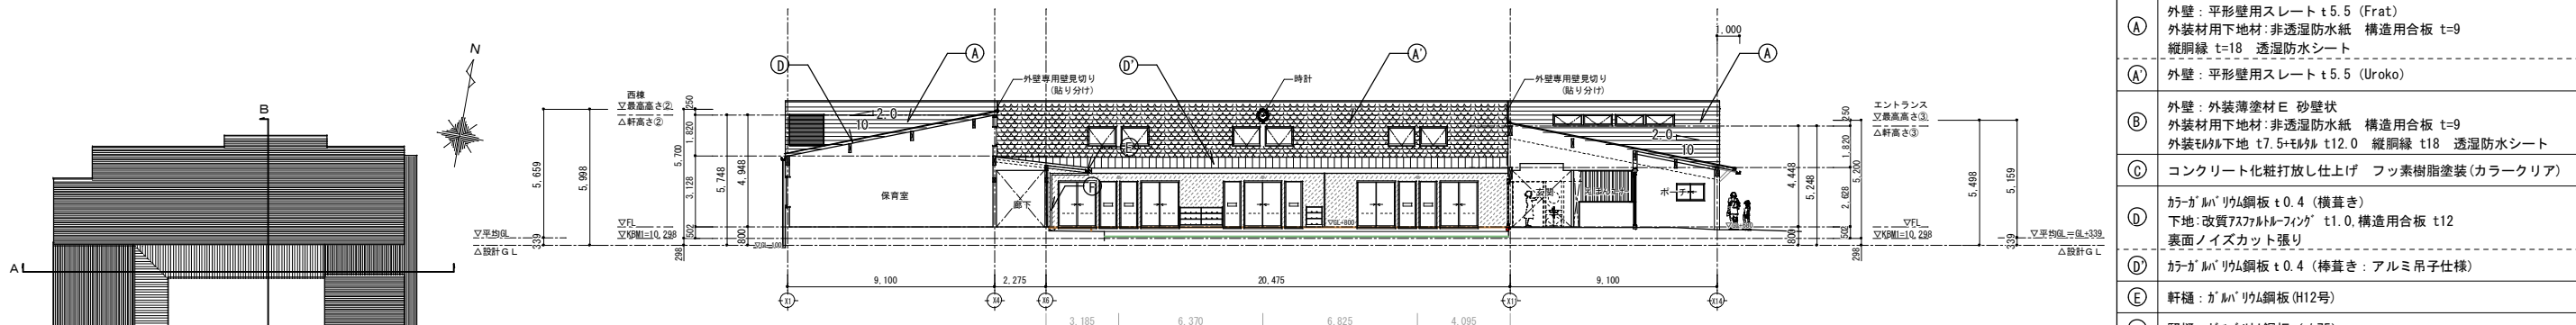 N
B
A
西棟
▽最高高さ②
△軒高さ②
▽平均GL
△設計GL
▽FL
▽KBM1=10,298
5,659
339
5,998
250
1,820
5,700
3,128
502
298
5,748
800
4,948
D
A
外壁専用壁見切り
(貼り分け)
D'
時計
A'
外壁専用壁見切り
(貼り分け)
A
1,000
2.0
10
2.0
10
E
F
保育室
廊下
玄関
ポーチ
▽GL+800
エントランス
▽最高高さ③
△軒高さ③
▽FL
▽KBM1=10,298
▽平均GL=GL+339
△設計GL
4,448
800
5,248
250
1,820
5,200
2,628
502
298
5,498
5,159
339
9,100
2,275
20,475
9,100
X1
X4
X6
X14
3,185
6,370
6,825
4,095
A
外壁：平形壁用スレートｔ5.5（Frat）
外装材用下地材：非透湿防水紙　構造用合板 t=9
縦胴縁 t=18　透湿防水シート
A'
外壁：平形壁用スレートｔ5.5（Uroko）
B
外壁：外装薄塗材Ｅ 砂壁状
外装材用下地材：非透湿防水紙　構造用合板 t=9
外装ﾓﾙﾀﾙ下地 t7.5+ﾓﾙﾀﾙ t12.0　縦胴縁 t18　透湿防水シート
C
コンクリート化粧打放し仕上げ　フッ素樹脂塗装(カラークリア)
D
ｶﾗｰｶﾞﾙﾊﾞﾘｳﾑ鋼板ｔ0.4（横葺き）
下地：改質ｱｽﾌｧﾙﾄﾙｰﾌｨﾝｸﾞ t1.0,構造用合板 t12
裏面ノイズカット張り
D'
ｶﾗｰｶﾞﾙﾊﾞﾘｳﾑ鋼板ｔ0.4（棒葺き：アルミ吊子仕様）
E
軒樋：ｶﾞﾙﾊﾞﾘｳﾑ鋼板(H12号)